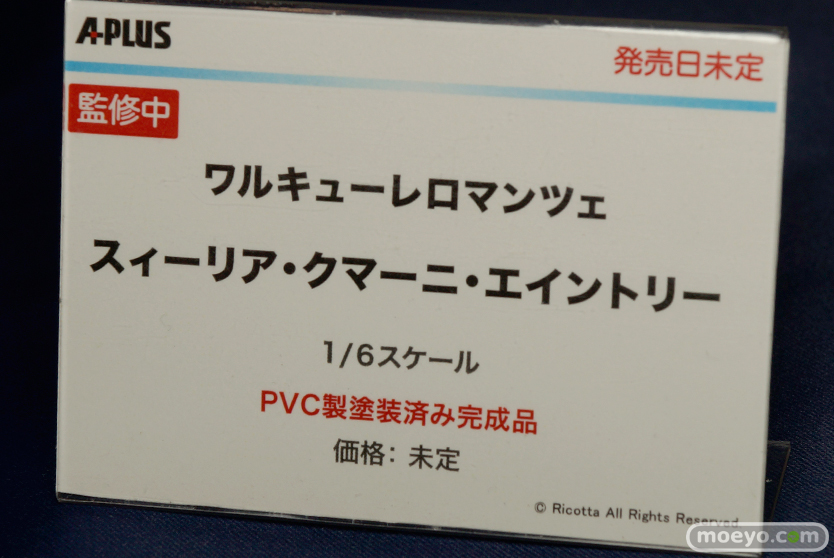 A-PLUS
発売日未定
監修中
ワルキューレロマンツェ
スィーリア・クマーニ・エイントリー
1/6スケール
PVC製塗装済み完成品
価格: 未定
© Ricotta All Rights Reserved
moeyo.com